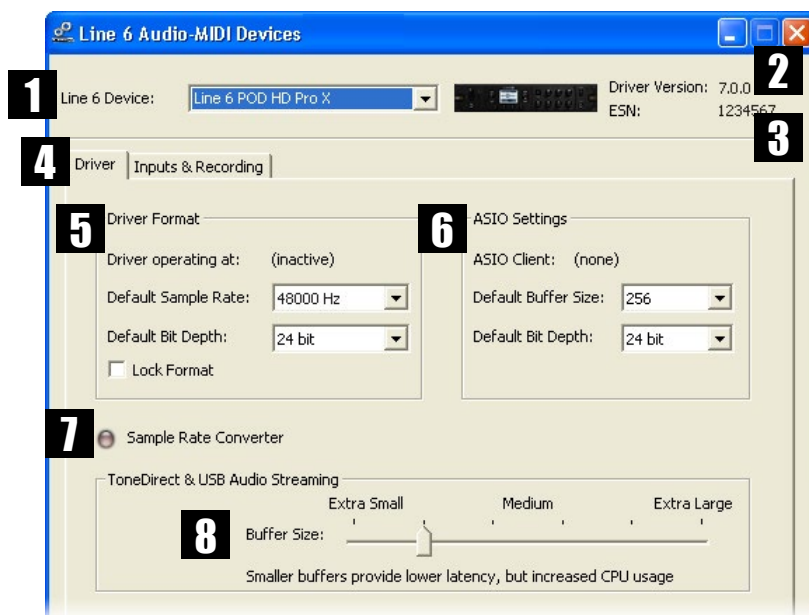 Line 6 Audio-MIDI Devices
1
Line 6 Device:
Line 6 POD HD Pro X
Driver Version: 7.0.0
2
ESN: 1234567
3
4
Driver
Inputs & Recording
5
Driver Format
Driver operating at: (inactive)
Default Sample Rate: 48000 Hz
Default Bit Depth: 24 bit
Lock Format
6
ASIO Settings
ASIO Client: (none)
Default Buffer Size: 256
Default Bit Depth: 24 bit
7
Sample Rate Converter
ToneDirect & USB Audio Streaming
Extra Small Medium Extra Large
8
Buffer Size:
Smaller buffers provide lower latency, but increased CPU usage